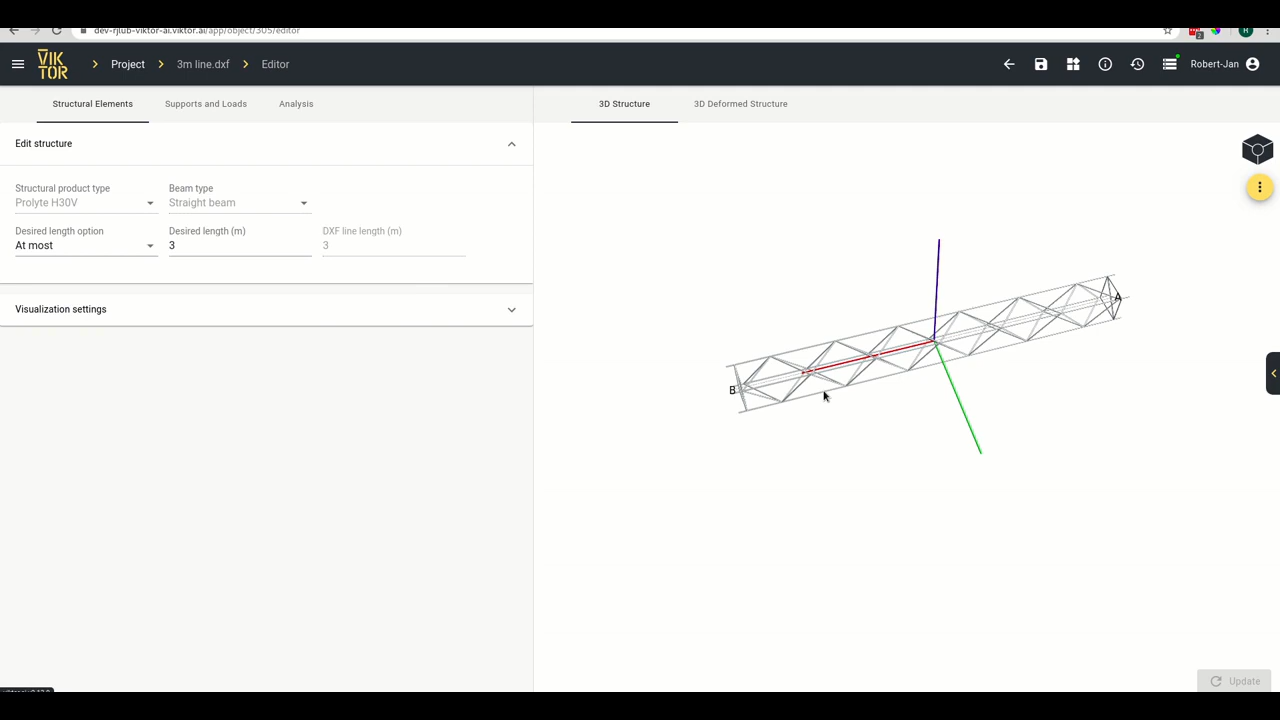 dev-rjlub-viktor-ai.viktor.ai/app/object/305/editor
VIK
TOR
Project
3m line.dxf
Editor
Robert-Jan
Structural Elements
Supports and Loads
Analysis
3D Structure
3D Deformed Structure
Edit structure
Structural product type
Beam type
Prolyte H30V
Straight beam
Desired length option
Desired length (m)
DXF line length (m)
At most
3
3
Visualization settings
A
B
Update